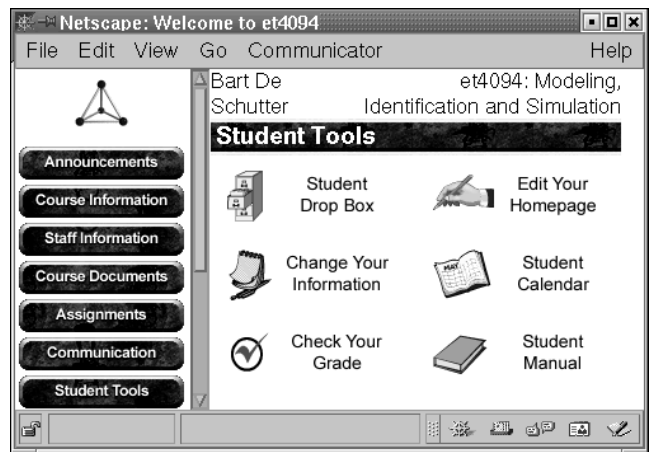 Netscape: Welcome to et4094
File Edit View Go Communicator Help
Announcements
Course Information
Staff Information
Course Documents
Assignments
Communication
Student Tools
Bart De et4094: Modeling,
Schutter Identification and Simulation
Student Tools
Student
Drop Box
Edit Your
Homepage
Change Your
Information
MAY
Student
Calendar
Check Your
Grade
Student
Manual